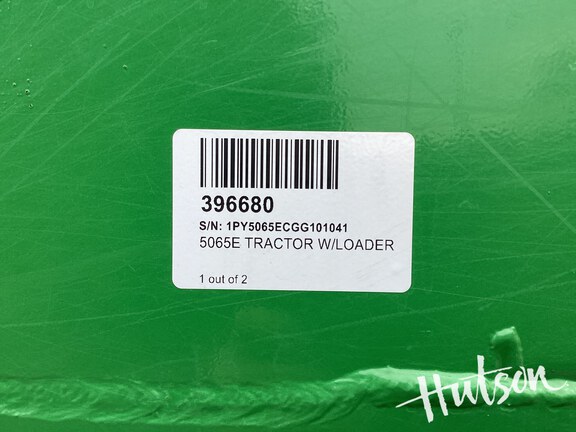 396680
S/N: 1PY5065ECGG101041
5065E TRACTOR W/LOADER
1 out of 2
Hutson